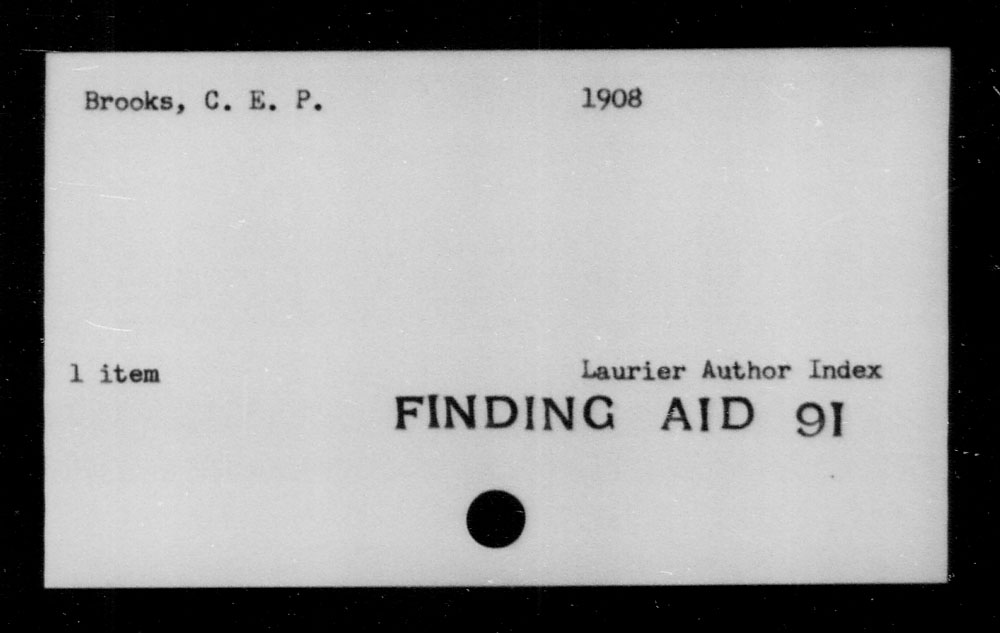 Brooks, C. E. P. 1908
1 item Laurier Author Index
FINDING AID 91